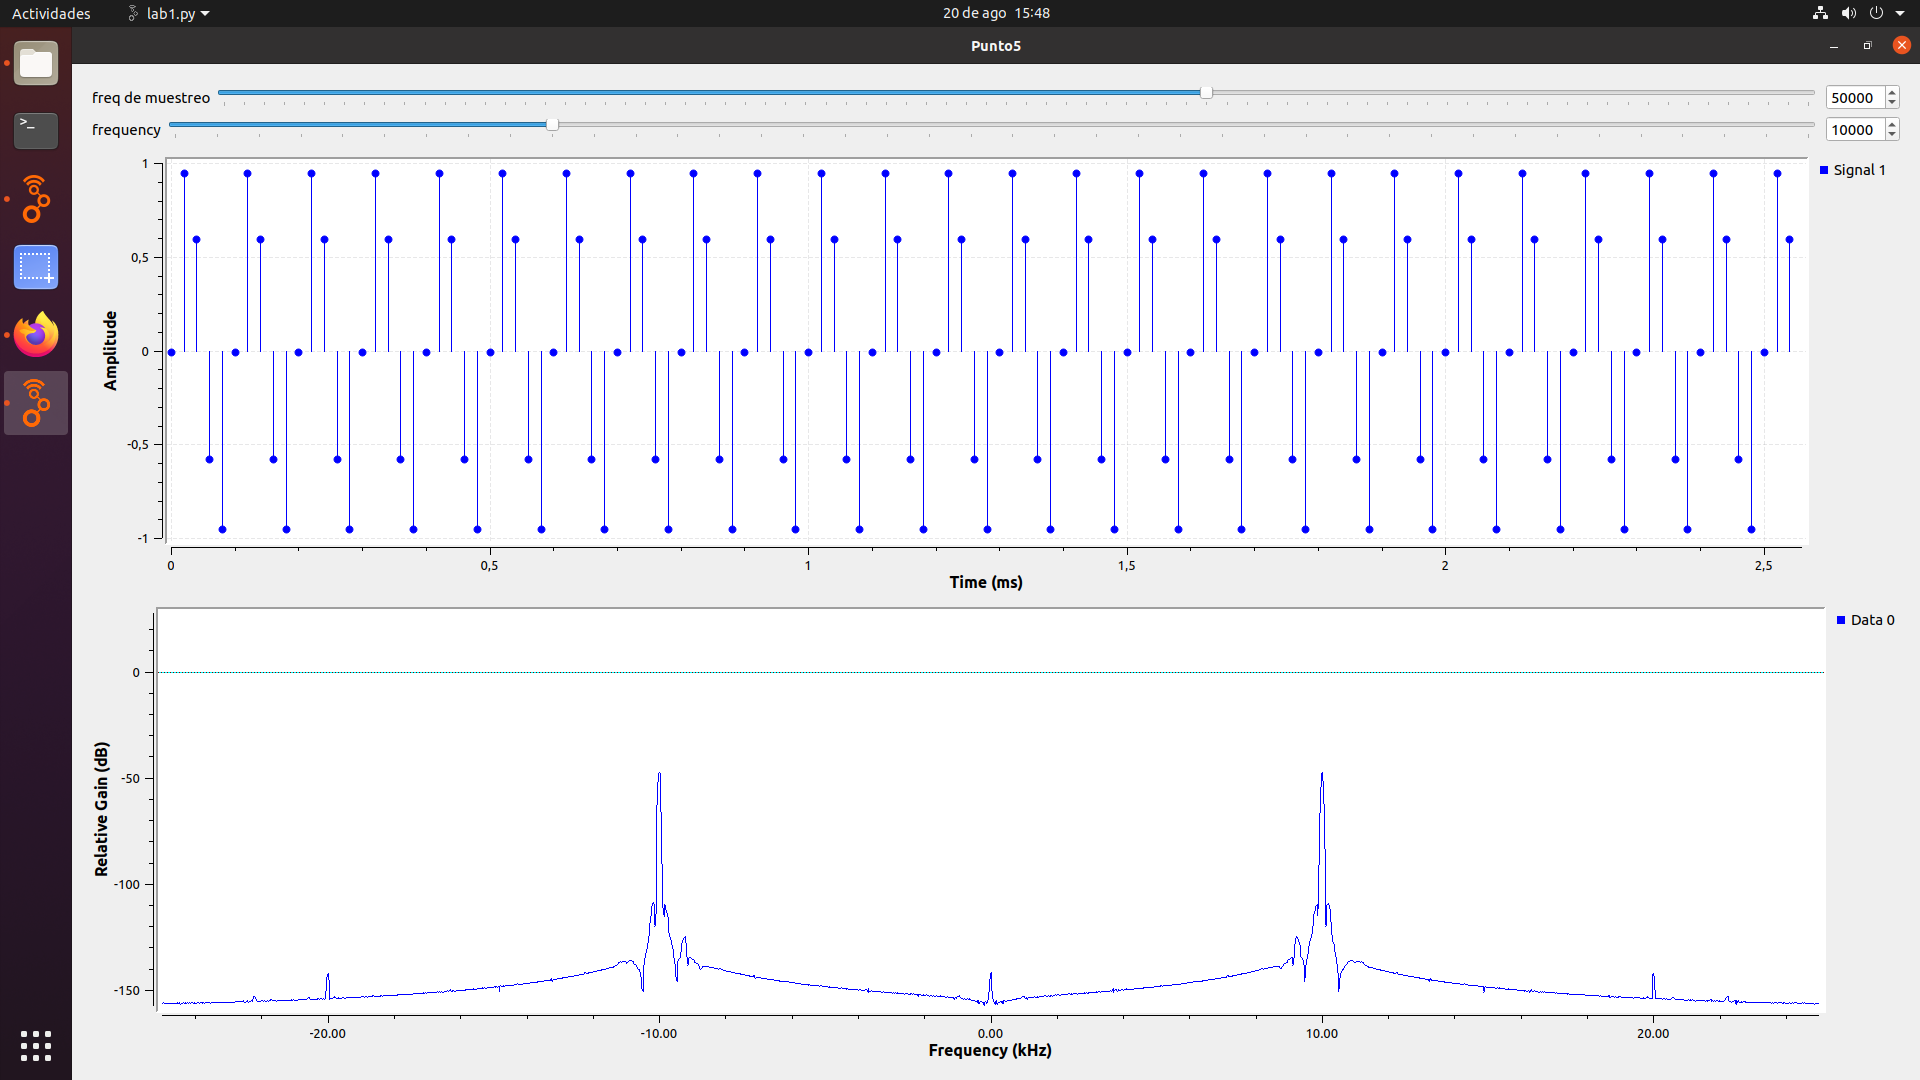 Actividades lab1.py 20 de ago 15:48
Punto5
freq de muestreo 50000
frequency 10000
Signal 1
1
0,5
0
-0,5
-1
Amplitude
0 0,5 1 1,5 2 2,5
Time (ms)
Data 0
0
-50
-100
-150
Relative Gain (dB)
-20.00 -10.00 0.00 10.00 20.00
Frequency (kHz)